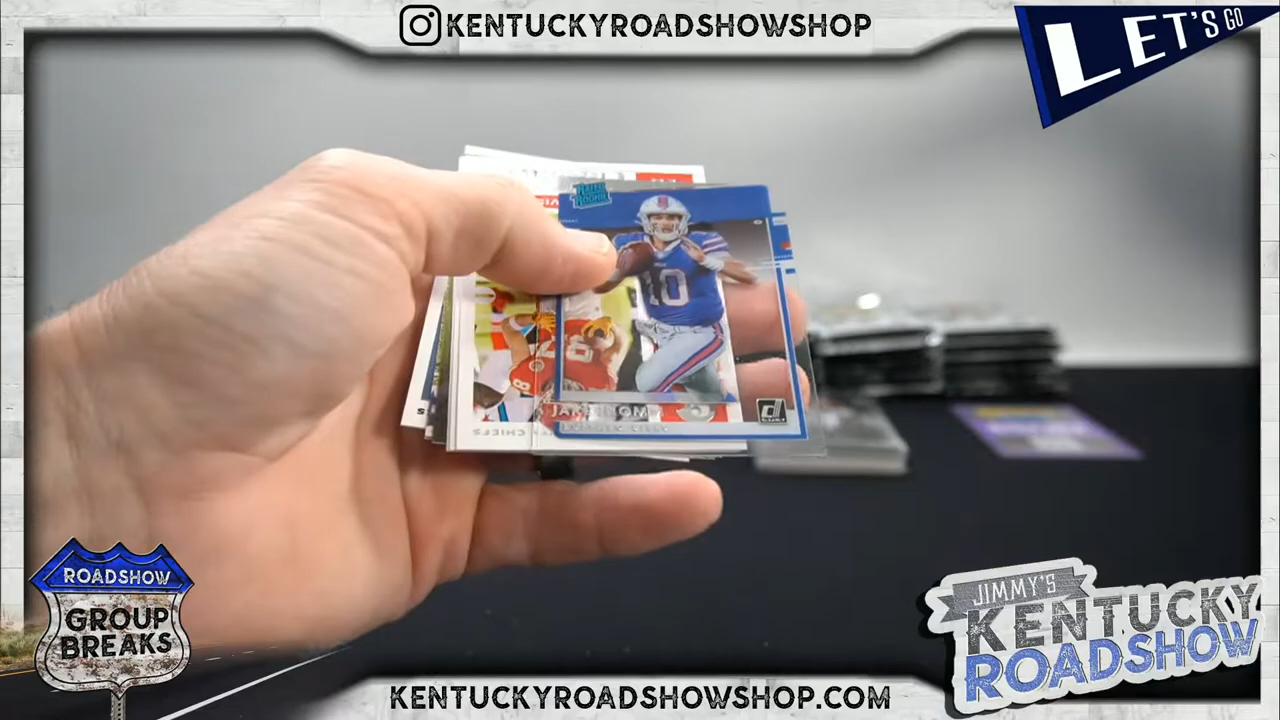 KENTUCKYROADSHOWSHOP
LET'S GO
RATED
ROOKIE
10
CHIEFS
ROADSHOW
GROUP
BREAKS
JIMMY'S
KENTUCKY
ROADSHOW
KENTUCKYROADSHOWSHOP.COM